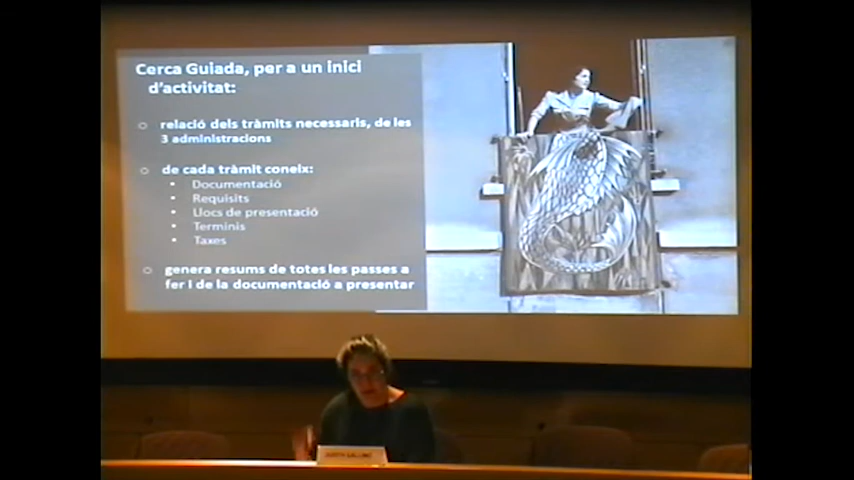 Cerca Guiada, per a un inici
d'activitat:
relació dels tràmits necessaris, de les
3 administracions
de cada tràmit coneix:
Documentació
Requisits
Llocs de presentació
Terminis
Taxes
genera resums de totes les passes a
fer i de la documentació a presentar